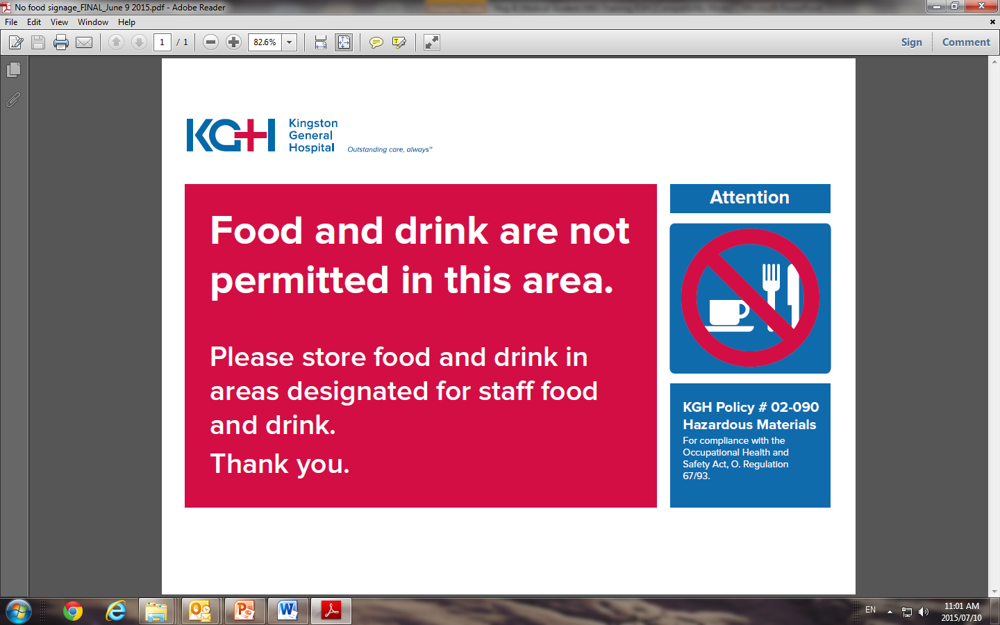 No food signage_FINAL_June 9 2015.pdf - Adobe Reader
File Edit View Window Help
1 / 1 82.6% Sign Comment
KGH Kingston
General
Hospital Outstanding care, always™
Food and drink are not
permitted in this area.
Please store food and drink in
areas designated for staff food
and drink.
Thank you.
Attention
KGH Policy # 02-090
Hazardous Materials
For compliance with the
Occupational Health and
Safety Act, O. Regulation
67/93.
EN 11:01 AM
2015/07/10